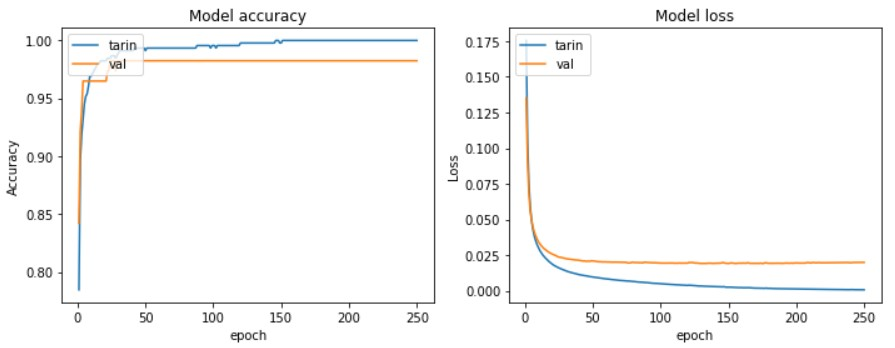 Model accuracy
1.00
0.95
0.90
0.85
0.80
Accuracy
tarin
val
0 50 100 150 200 250
epoch
Model loss
0.175
0.150
0.125
0.100
0.075
0.050
0.025
0.000
Loss
tarin
val
0 50 100 150 200 250
epoch